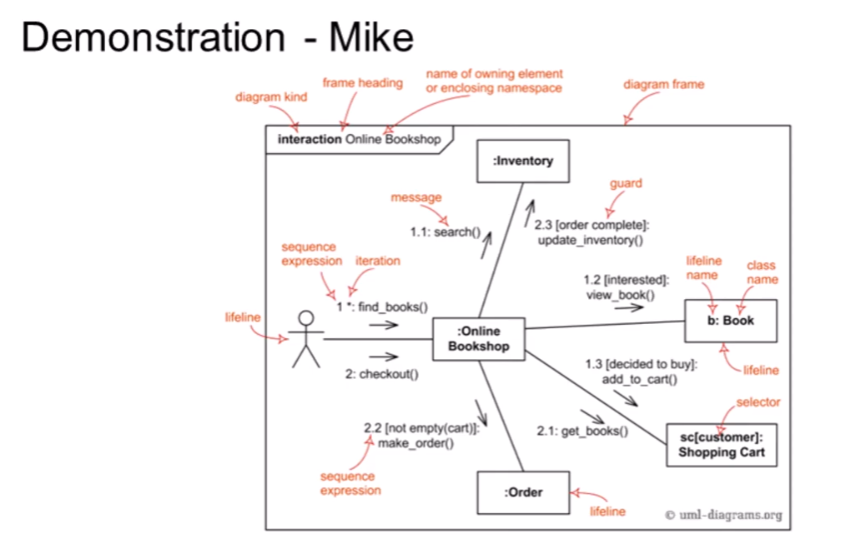 Demonstration - Mike
name of owning element
or enclosing namespace
frame heading
diagram frame
diagram kind
interaction Online Bookshop
:Inventory
guard
message
1.1: search()
2.3 [order complete]:
update_inventory()
sequence
expression
iteration
lifeline
name
class
name
1.2 [interested]:
view_book()
1 *: find_books()
lifeline
b: Book
:Online
Bookshop
1.3 [decided to buy]:
add_to_cart()
lifeline
2: checkout()
selector
2.2 [not empty(cart)]:
make_order()
2.1: get_books()
sc[customer]:
Shopping Cart
sequence
expression
:Order
lifeline
© uml-diagrams.org